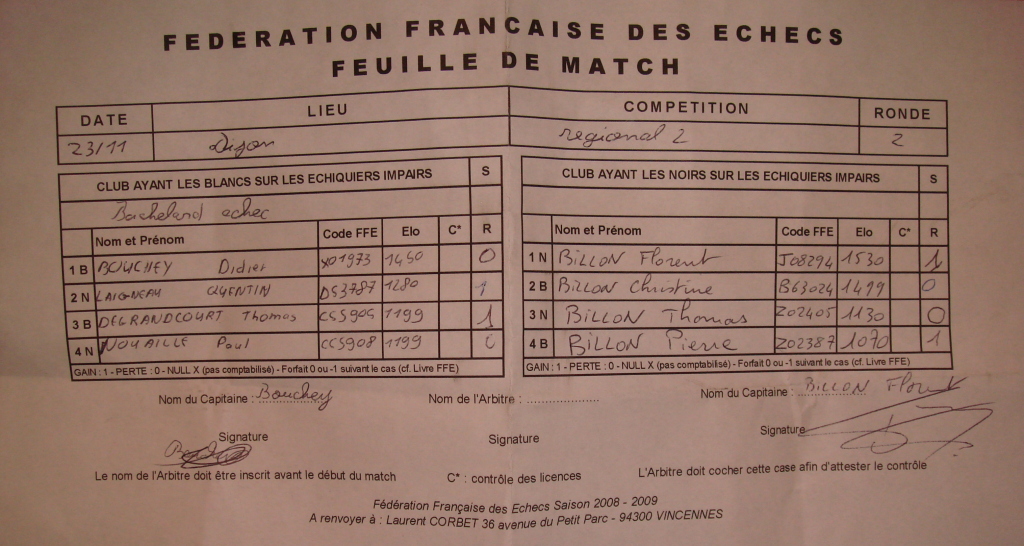 FEDERATION FRANCAISE DES ECHECS
FEUILLE DE MATCH
DATE LIEU COMPETITION RONDE
23/11 Dijon regional 2 2
CLUB AYANT LES BLANCS SUR LES ECHIQUIERS IMPAIRS S CLUB AYANT LES NOIRS SUR LES ECHIQUIERS IMPAIRS S
echec
Nom et Prénom Code FFE Elo C* R Nom et Prénom Code FFE Elo C* R
1 B BOUCHEY Didier X01973 1450 0 1 N BILLON Florent J08294 1530 1
2 N LAIGNEAU QUENTIN D53787 1280 1 2 B BILLON Christine B63024 1419 0
3 B DEGRANDCOURT Thomas 1199 1 3 N BILLON Thomas Z02405 1130 0
4 N NOUAILLE Paul 1199 0 4 B BILLON Pierre Z02387 1070 1
GAIN : 1 - PERTE : 0 - NULL X (pas comptabilisé) - Forfait 0 ou -1 suivant le cas (cf. Livre FFE) GAIN : 1 - PERTE : 0 - NULL X (pas comptabilisé) - Forfait 0 ou -1 suivant le cas (cf. Livre FFE)
Nom du Capitaine : Bouchey Nom de l'Arbitre : ..................... Nom du Capitaine : BILLON Florent
Signature Signature Signature
Le nom de l'Arbitre doit être inscrit avant le début du match C* : contrôle des licences L'Arbitre doit cocher cette case afin d'attester le contrôle
Fédération Française des Echecs Saison 2008 - 2009
A renvoyer à : Laurent CORBET 36 avenue du Petit Parc - 94300 VINCENNES